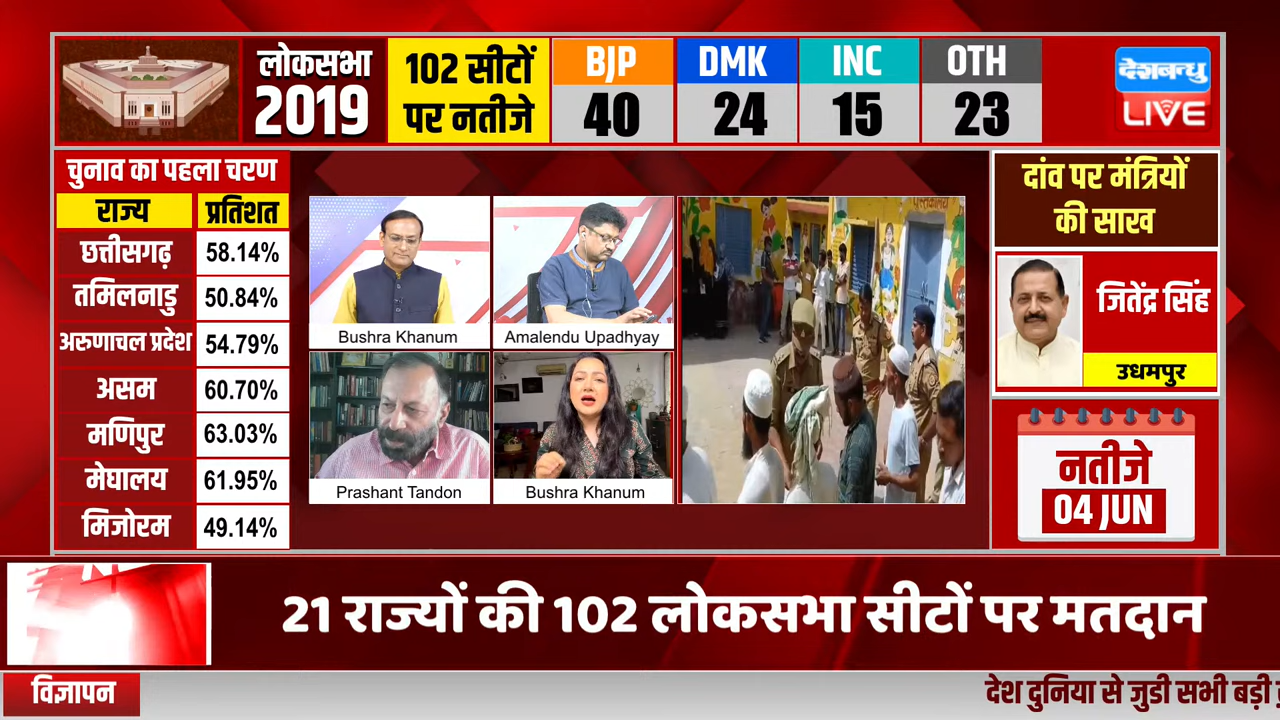 लोकसभा
2019
102 सीटों
पर नतीजे
BJP
40
DMK
24
INC
15
OTH
23
देशबन्धु
LIVE
चुनाव का पहला चरण
राज्य प्रतिशत
छत्तीसगढ़ 58.14%
तमिलनाडु 50.84%
अरुणाचल प्रदेश 54.79%
असम 60.70%
मणिपुर 63.03%
मेघालय 61.95%
मिजोरम 49.14%
Bushra Khanum
Amalendu Upadhyay
Prashant Tandon
Bushra Khanum
पुस्तकालय
दांव पर मंत्रियों
की साख
जितेंद्र सिंह
उधमपुर
नतीजे
04 JUN
21 राज्यों की 102 लोकसभा सीटों पर मतदान
विज्ञापन
देश दुनिया से जुडी सभी बड़ी